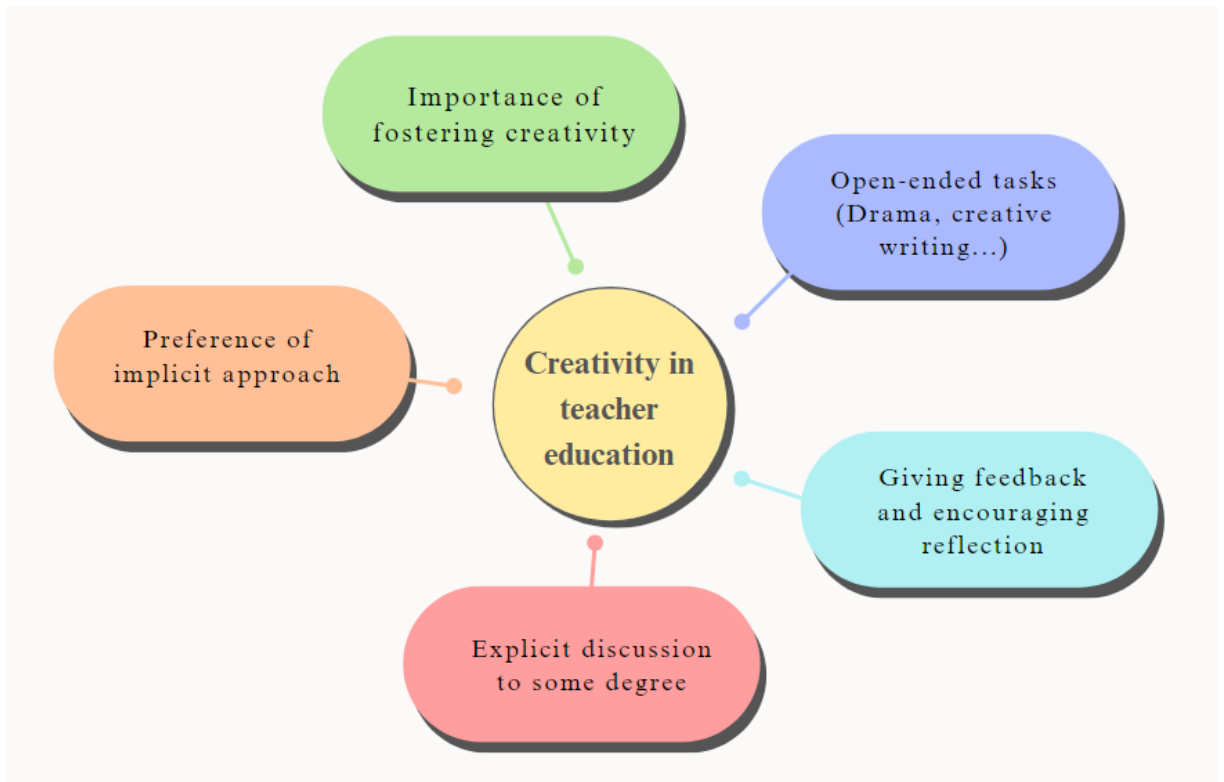 Importance of
fostering creativity
Open-ended tasks
(Drama, creative
writing...)
Preference of
implicit approach
Creativity in
teacher
education
Giving feedback
and encouraging
reflection
Explicit discussion
to some degree